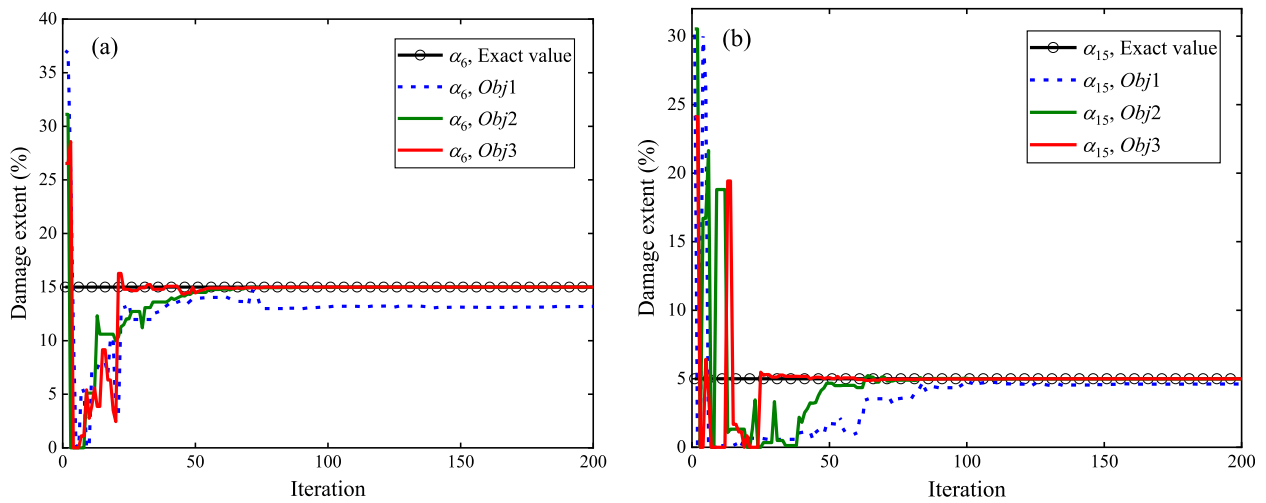 (a)
α6, Exact value
α6, Obj1
α6, Obj2
α6, Obj3
Damage extent (%)
40
35
30
25
20
15
10
5
0
0 50 100 150 200
Iteration
(b)
α15, Exact value
α15, Obj1
α15, Obj2
α15, Obj3
Damage extent (%)
30
25
20
15
10
5
0
0 50 100 150 200
Iteration